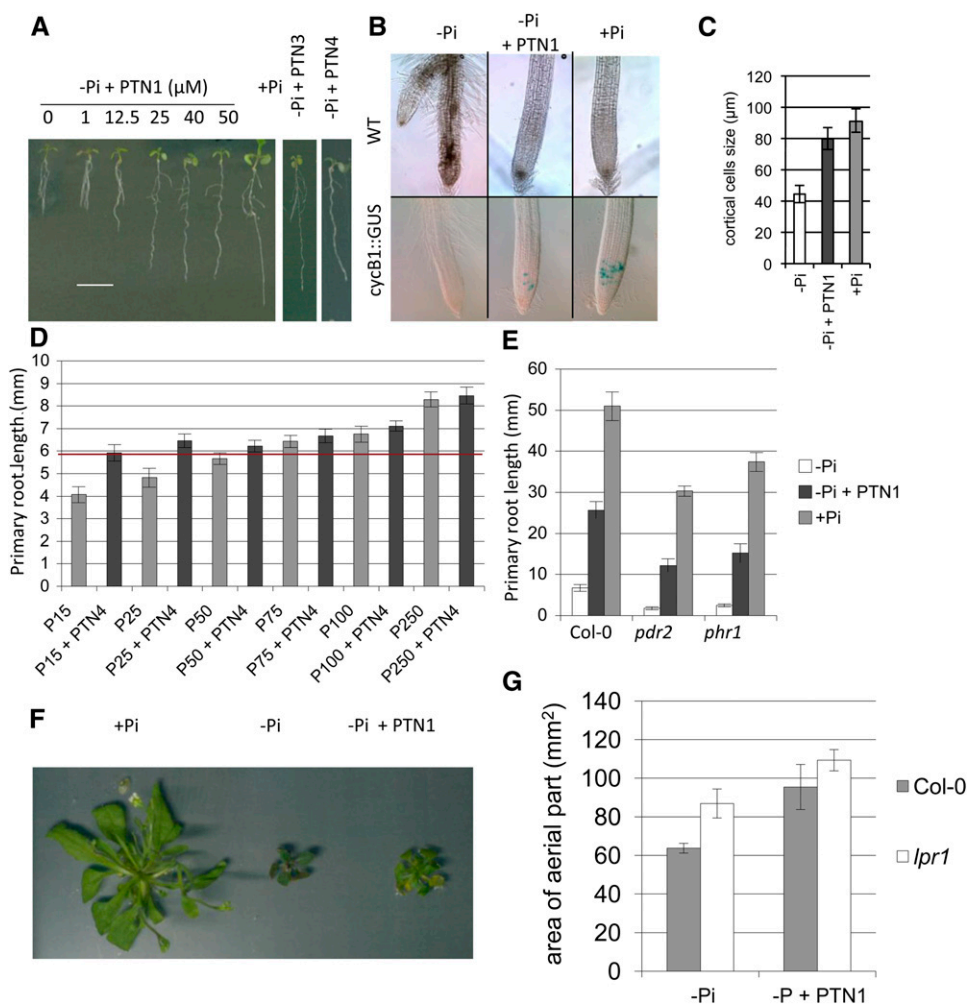 A
-Pi + PTN1 (µM)
0 1 12.5 25 40 50
+Pi
-Pi + PTN3
-Pi + PTN4
B
-Pi
-Pi + PTN1
+Pi
WT
cycB1::GUS
C
cortical cells size (µm)
120
100
80
60
40
20
0
-Pi
-Pi + PTN1
+Pi
D
Primary root.length.(mm)
10
9
8
7
6
5
4
3
2
1
0
P15
P15 + PTN4
P25
P25 + PTN4
P50
P50 + PTN4
P75
P75 + PTN4
P100
P100 + PTN4
P250
P250 + PTN4
E
Primary root length (mm)
60
50
40
30
20
10
0
Col-0 pdr2 phr1
-Pi
-Pi + PTN1
+Pi
F
+Pi -Pi -Pi + PTN1
G
area of aerial part (mm²)
140
120
100
80
60
40
20
0
-Pi -P + PTN1
Col-0
lpr1